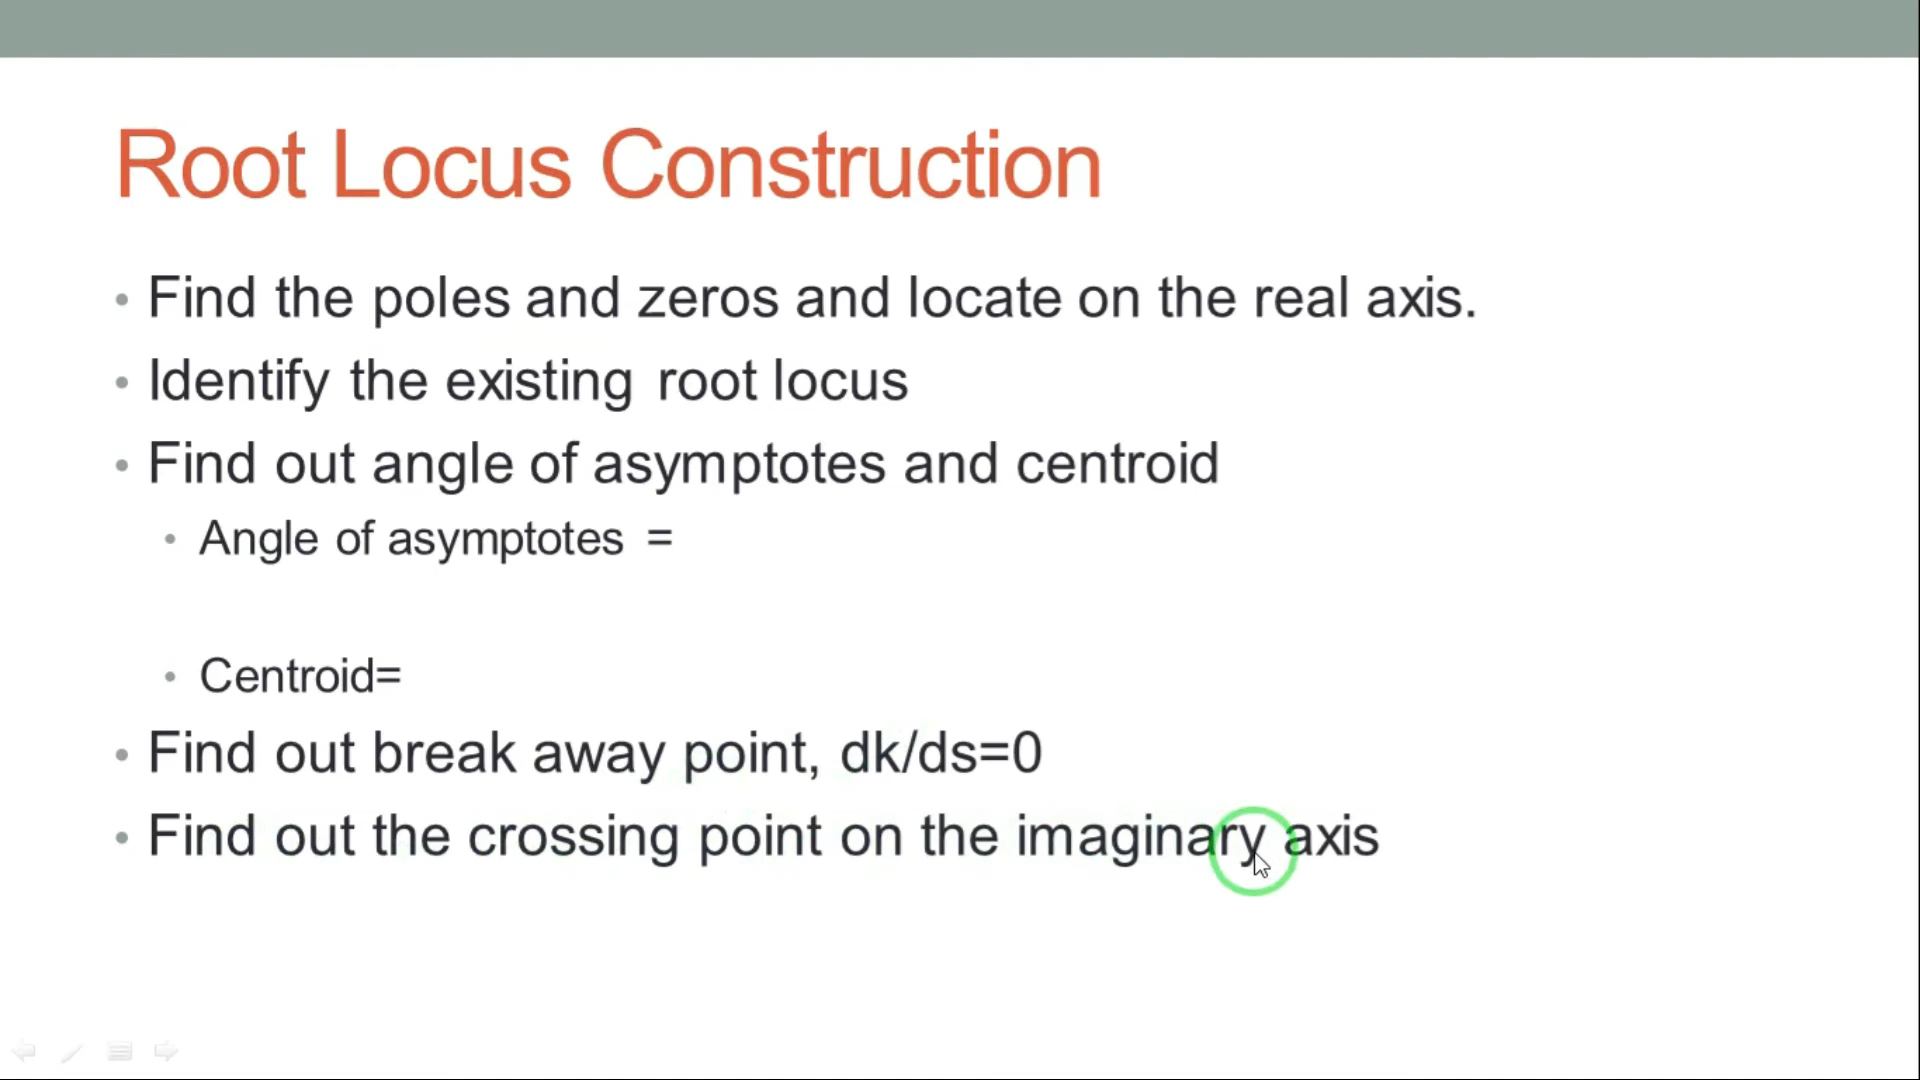 Root Locus Construction
• Find the poles and zeros and locate on the real axis.
• Identify the existing root locus
• Find out angle of asymptotes and centroid
• Angle of asymptotes =
• Centroid=
• Find out break away point, dk/ds=0
• Find out the crossing point on the imaginary axis